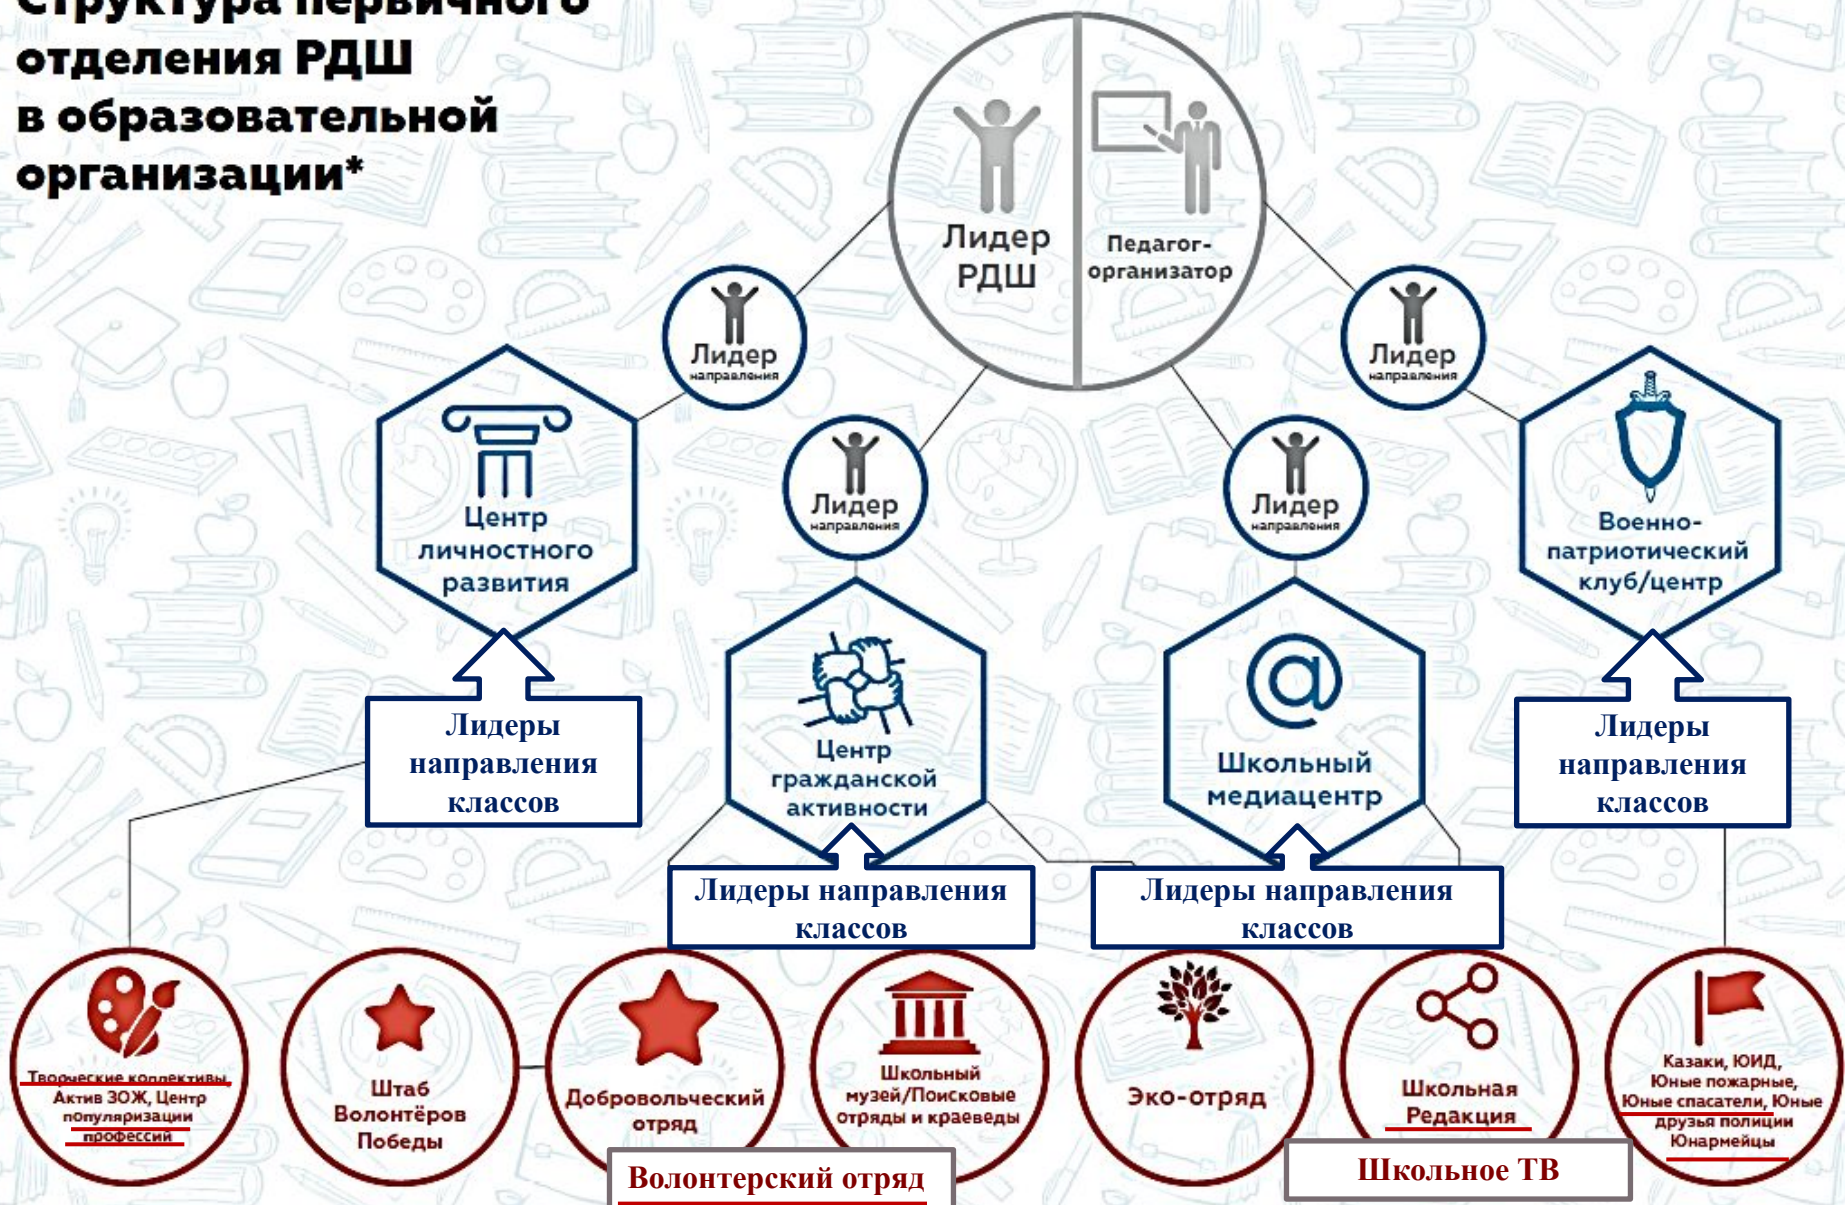 Структура первичного
отделения РДШ
в образовательной
организации*
Лидер
РДШ
Педагог-
организатор
Лидер
направления
Лидер
направления
Лидер
направления
Лидер
направления
Центр
личностного
развития
Военно-
патриотический
клуб/центр
Центр
гражданской
активности
Школьный
медиацентр
Лидеры
направления
классов
Лидеры
направления
классов
Лидеры направления
классов
Лидеры направления
классов
Творческие коллективы,
Актив ЗОЖ, Центр
популяризации
профессий
Штаб
Волонтёров
Победы
Добровольческий
отряд
Школьный
музей/Поисковые
отряды и краеведы
Эко-отряд
Школьная
Редакция
Казаки, ЮИД,
Юные пожарные,
Юные спасатели, Юные
друзья полиции
Юнармейцы
Волонтерский отряд
Школьное ТВ